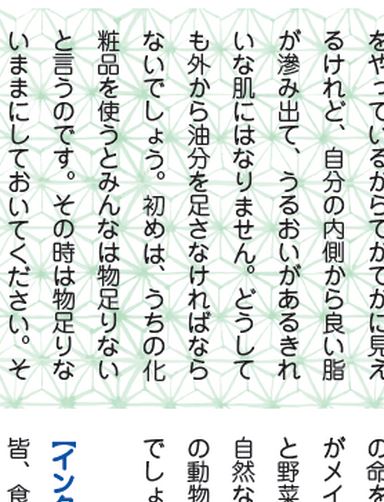 をやっているからてかてかに見え
るけれど、自分の内側から良い脂
が滲み出て、うるおいがあるきれ
いな肌にはなりません。どうして
も外から油分を足さなければなら
ないでしょう。初めは、うちの化
粧品を使うとみんなは物足りない
と言うのです。その時は物足りな
いままにしておいてください。そ
の命を
がメイ
と野菜
自然な
の動物
でしょ
【イン
皆、食